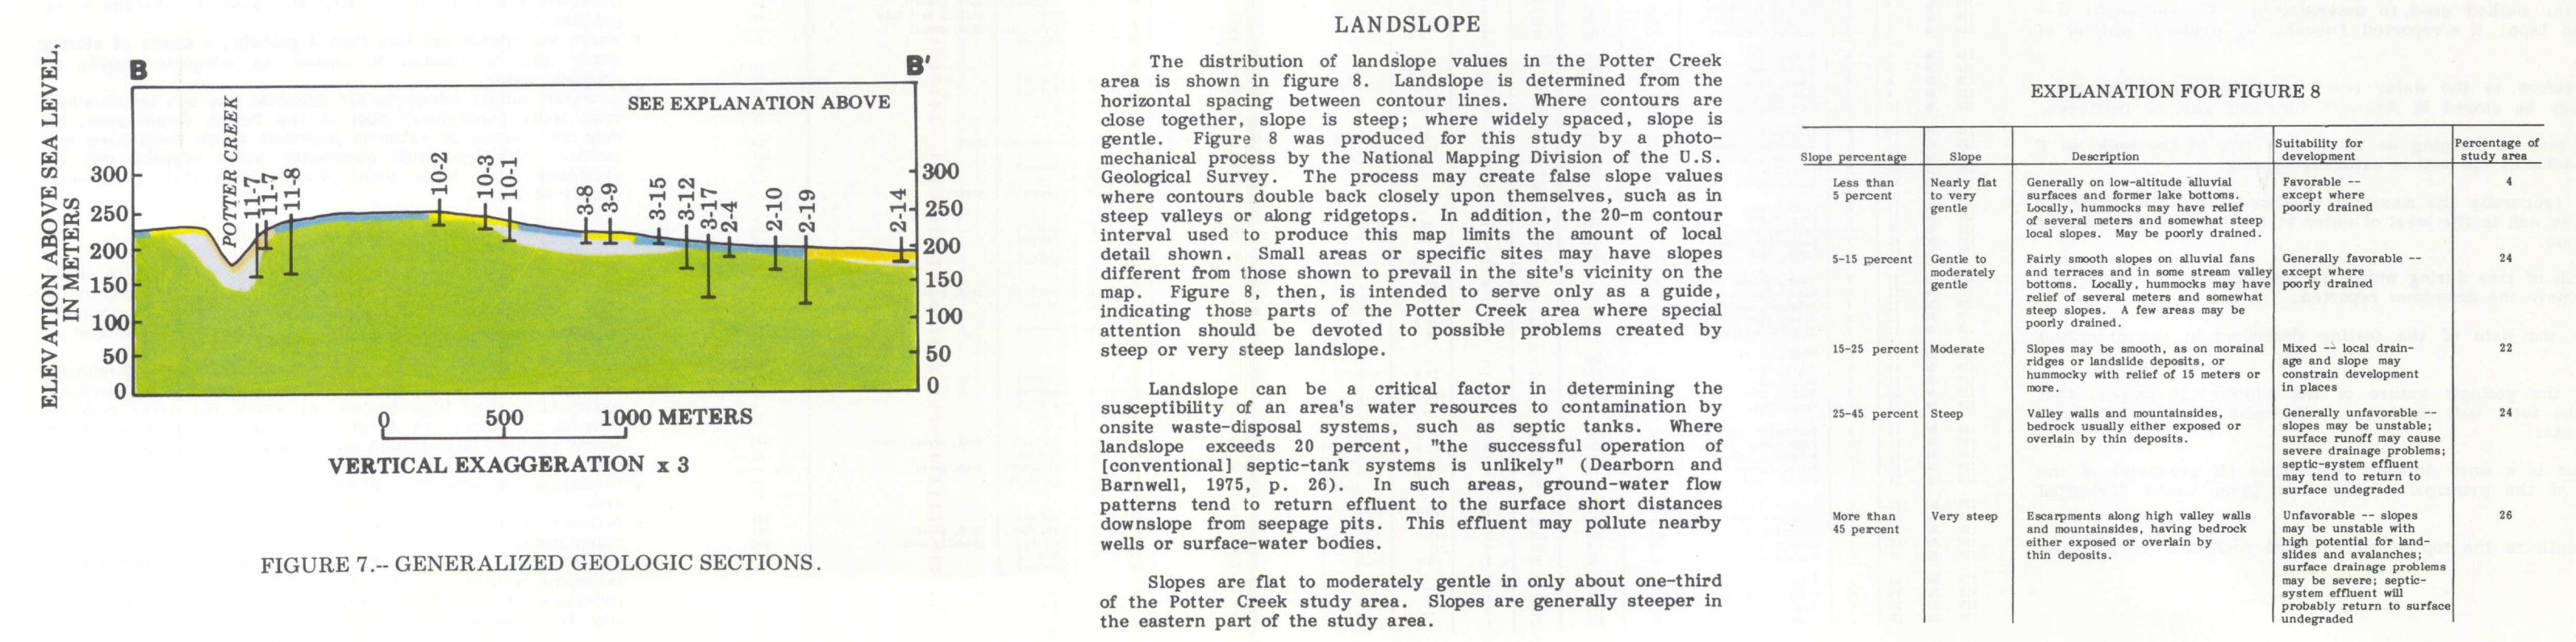 B
B'
SEE EXPLANATION ABOVE
ELEVATION ABOVE SEA LEVEL,
IN METERS
POTTER CREEK
11-7
11-7
11-8
10-2
10-3
10-1
3-8
3-9
3-15
3-12
3-17
2-4
2-10
2-19
2-14
300
250
200
150
100
50
0
300
250
200
150
100
50
0
0 500 1000 METERS
VERTICAL EXAGGERATION x 3
FIGURE 7.-- GENERALIZED GEOLOGIC SECTIONS.
LANDSLOPE
The distribution of landslope values in the Potter Creek
area is shown in figure 8. Landslope is determined from the
horizontal spacing between contour lines. Where contours are
close together, slope is steep; where widely spaced, slope is
gentle. Figure 8 was produced for this study by a photo-
mechanical process by the National Mapping Division of the U.S.
Geological Survey. The process may create false slope values
where contours double back closely upon themselves, such as in
steep valleys or along ridgetops. In addition, the 20-m contour
interval used to produce this map limits the amount of local
detail shown. Small areas or specific sites may have slopes
different from those shown to prevail in the site's vicinity on the
map. Figure 8, then, is intended to serve only as a guide,
indicating those parts of the Potter Creek area where special
attention should be devoted to possible problems created by
steep or very steep landslope.
Landslope can be a critical factor in determining the
susceptibility of an area's water resources to contamination by
onsite waste-disposal systems, such as septic tanks. Where
landslope exceeds 20 percent, "the successful operation of
[conventional] septic-tank systems is unlikely" (Dearborn and
Barnwell, 1975, p. 26). In such areas, ground-water flow
patterns tend to return effluent to the surface short distances
downslope from seepage pits. This effluent may pollute nearby
wells or surface-water bodies.
Slopes are flat to moderately gentle in only about one-third
of the Potter Creek study area. Slopes are generally steeper in
the eastern part of the study area.
EXPLANATION FOR FIGURE 8
Slope percentage
Slope
Description
Suitability for
development
Percentage of
study area
Less than
5 percent
Nearly flat
to very
gentle
Generally on low-altitude alluvial
surfaces and former lake bottoms.
Locally, hummocks may have relief
of several meters and somewhat steep
local slopes. May be poorly drained.
Favorable --
except where
poorly drained
4
5-15 percent
Gentle to
moderately
gentle
Fairly smooth slopes on alluvial fans
and terraces and in some stream valley
bottoms. Locally, hummocks may have
relief of several meters and somewhat
steep slopes. A few areas may be
poorly drained.
Generally favorable --
except where
poorly drained
24
15-25 percent
Moderate
Slopes may be smooth, as on morainal
ridges or landslide deposits, or
hummocky with relief of 15 meters or
more.
Mixed -- local drain-
age and slope may
constrain development
in places
22
25-45 percent
Steep
Valley walls and mountainsides,
bedrock usually either exposed or
overlain by thin deposits.
Generally unfavorable --
slopes may be unstable;
surface runoff may cause
severe drainage problems;
septic-system effluent
may tend to return to
surface undegraded
24
More than
45 percent
Very steep
Escarpments along high valley walls
and mountainsides, having bedrock
either exposed or overlain by
thin deposits.
Unfavorable -- slopes
may be unstable with
high potential for land-
slides and avalanches;
surface drainage problems
may be severe; septic-
system effluent will
probably return to surface
undegraded
26